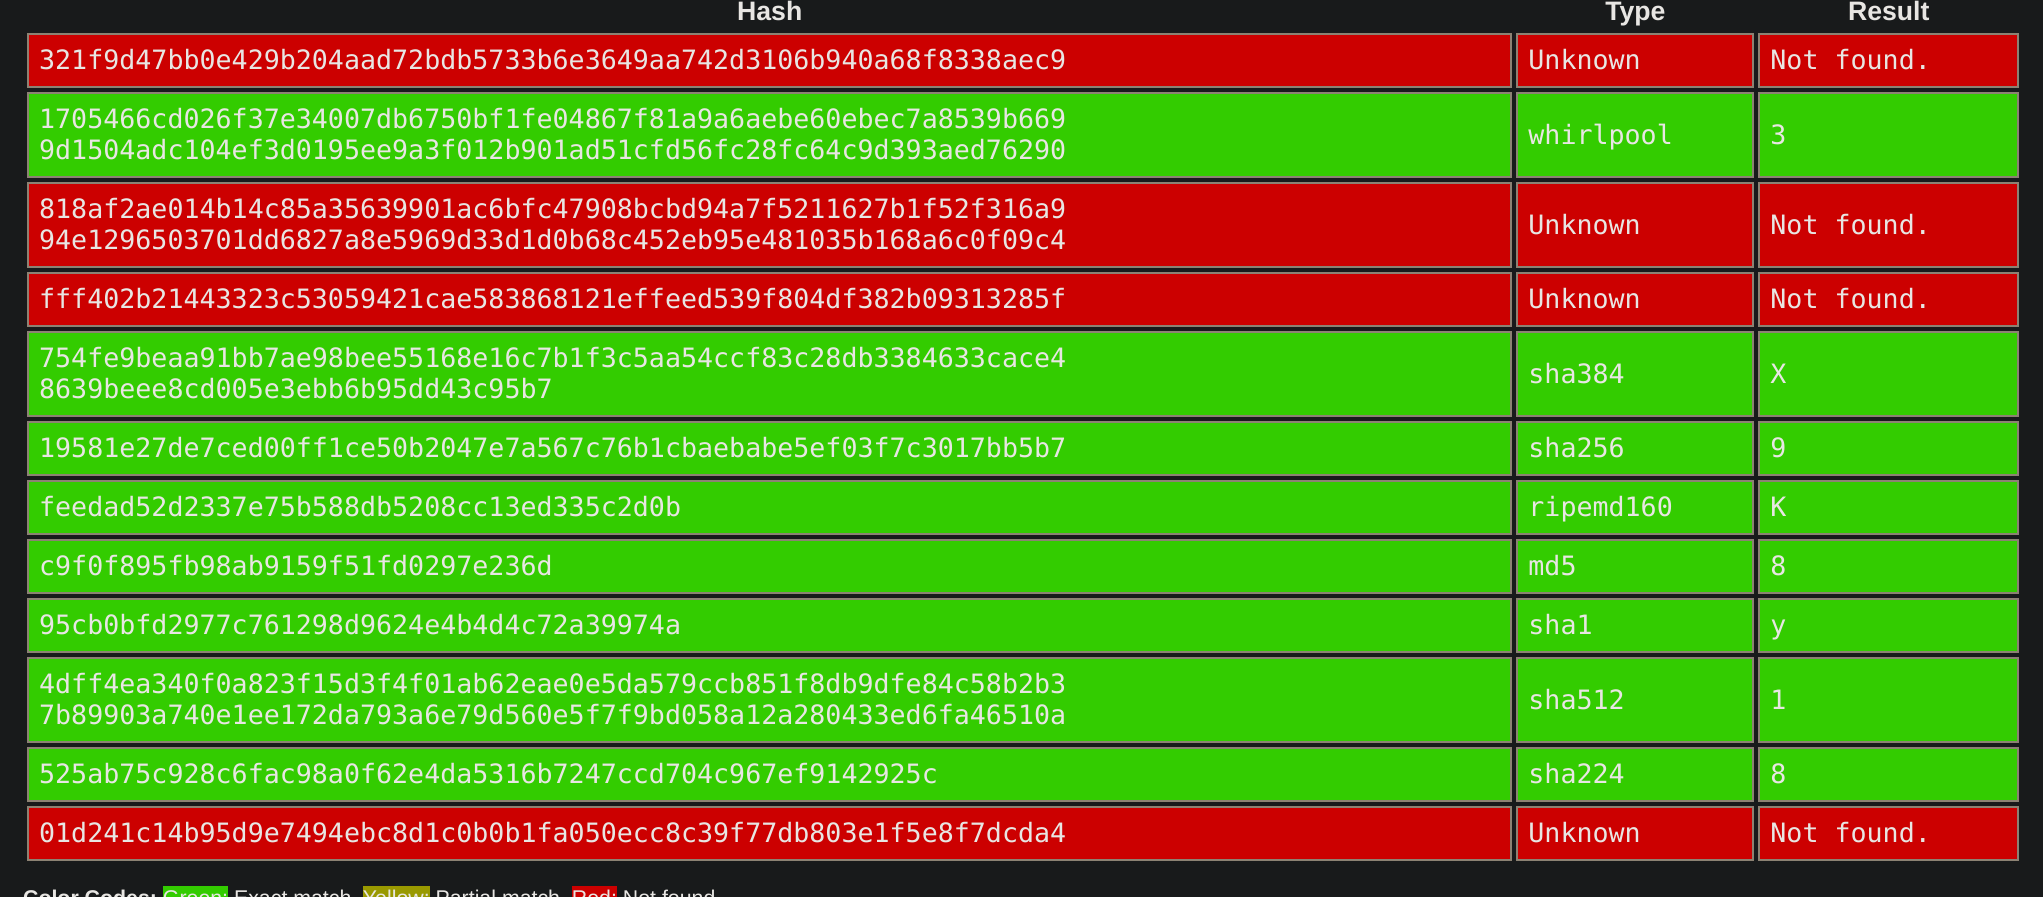 Hash Type Result
321f9d47bb0e429b204aad72bdb5733b6e3649aa742d3106b940a68f8338aec9 Unknown Not found.
1705466cd026f37e34007db6750bf1fe04867f81a9a6aebe60ebec7a8539b669
9d1504adc104ef3d0195ee9a3f012b901ad51cfd56fc28fc64c9d393aed76290 whirlpool 3
818af2ae014b14c85a35639901ac6bfc47908bcbd94a7f5211627b1f52f316a9
94e1296503701dd6827a8e5969d33d1d0b68c452eb95e481035b168a6c0f09c4 Unknown Not found.
fff402b21443323c53059421cae583868121effeed539f804df382b09313285f Unknown Not found.
754fe9beaa91bb7ae98bee55168e16c7b1f3c5aa54ccf83c28db3384633cace4
8639beee8cd005e3ebb6b95dd43c95b7 sha384 X
19581e27de7ced00ff1ce50b2047e7a567c76b1cbaebabe5ef03f7c3017bb5b7 sha256 9
feedad52d2337e75b588db5208cc13ed335c2d0b ripemd160 K
c9f0f895fb98ab9159f51fd0297e236d md5 8
95cb0bfd2977c761298d9624e4b4d4c72a39974a sha1 y
4dff4ea340f0a823f15d3f4f01ab62eae0e5da579ccb851f8db9dfe84c58b2b3
7b89903a740e1ee172da793a6e79d560e5f7f9bd058a12a280433ed6fa46510a sha512 1
525ab75c928c6fac98a0f62e4da5316b7247ccd704c967ef9142925c sha224 8
01d241c14b95d9e7494ebc8d1c0b0b1fa050ecc8c39f77db803e1f5e8f7dcda4 Unknown Not found.
Color Codes: Green: Exact match, Yellow: Partial match, Red: Not found.